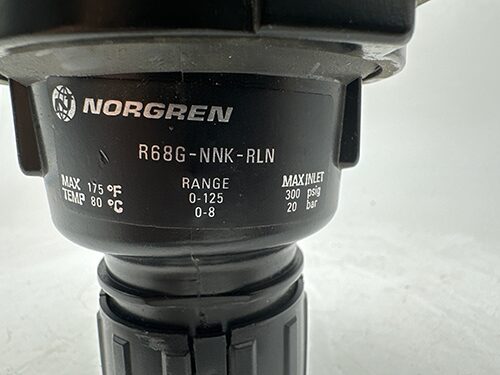 NORGREN
R68G-NNK-RLN
MAX 175 °F
TEMP 80 °C
RANGE
0-125
0-8
MAX INLET
300 psig
20 bar